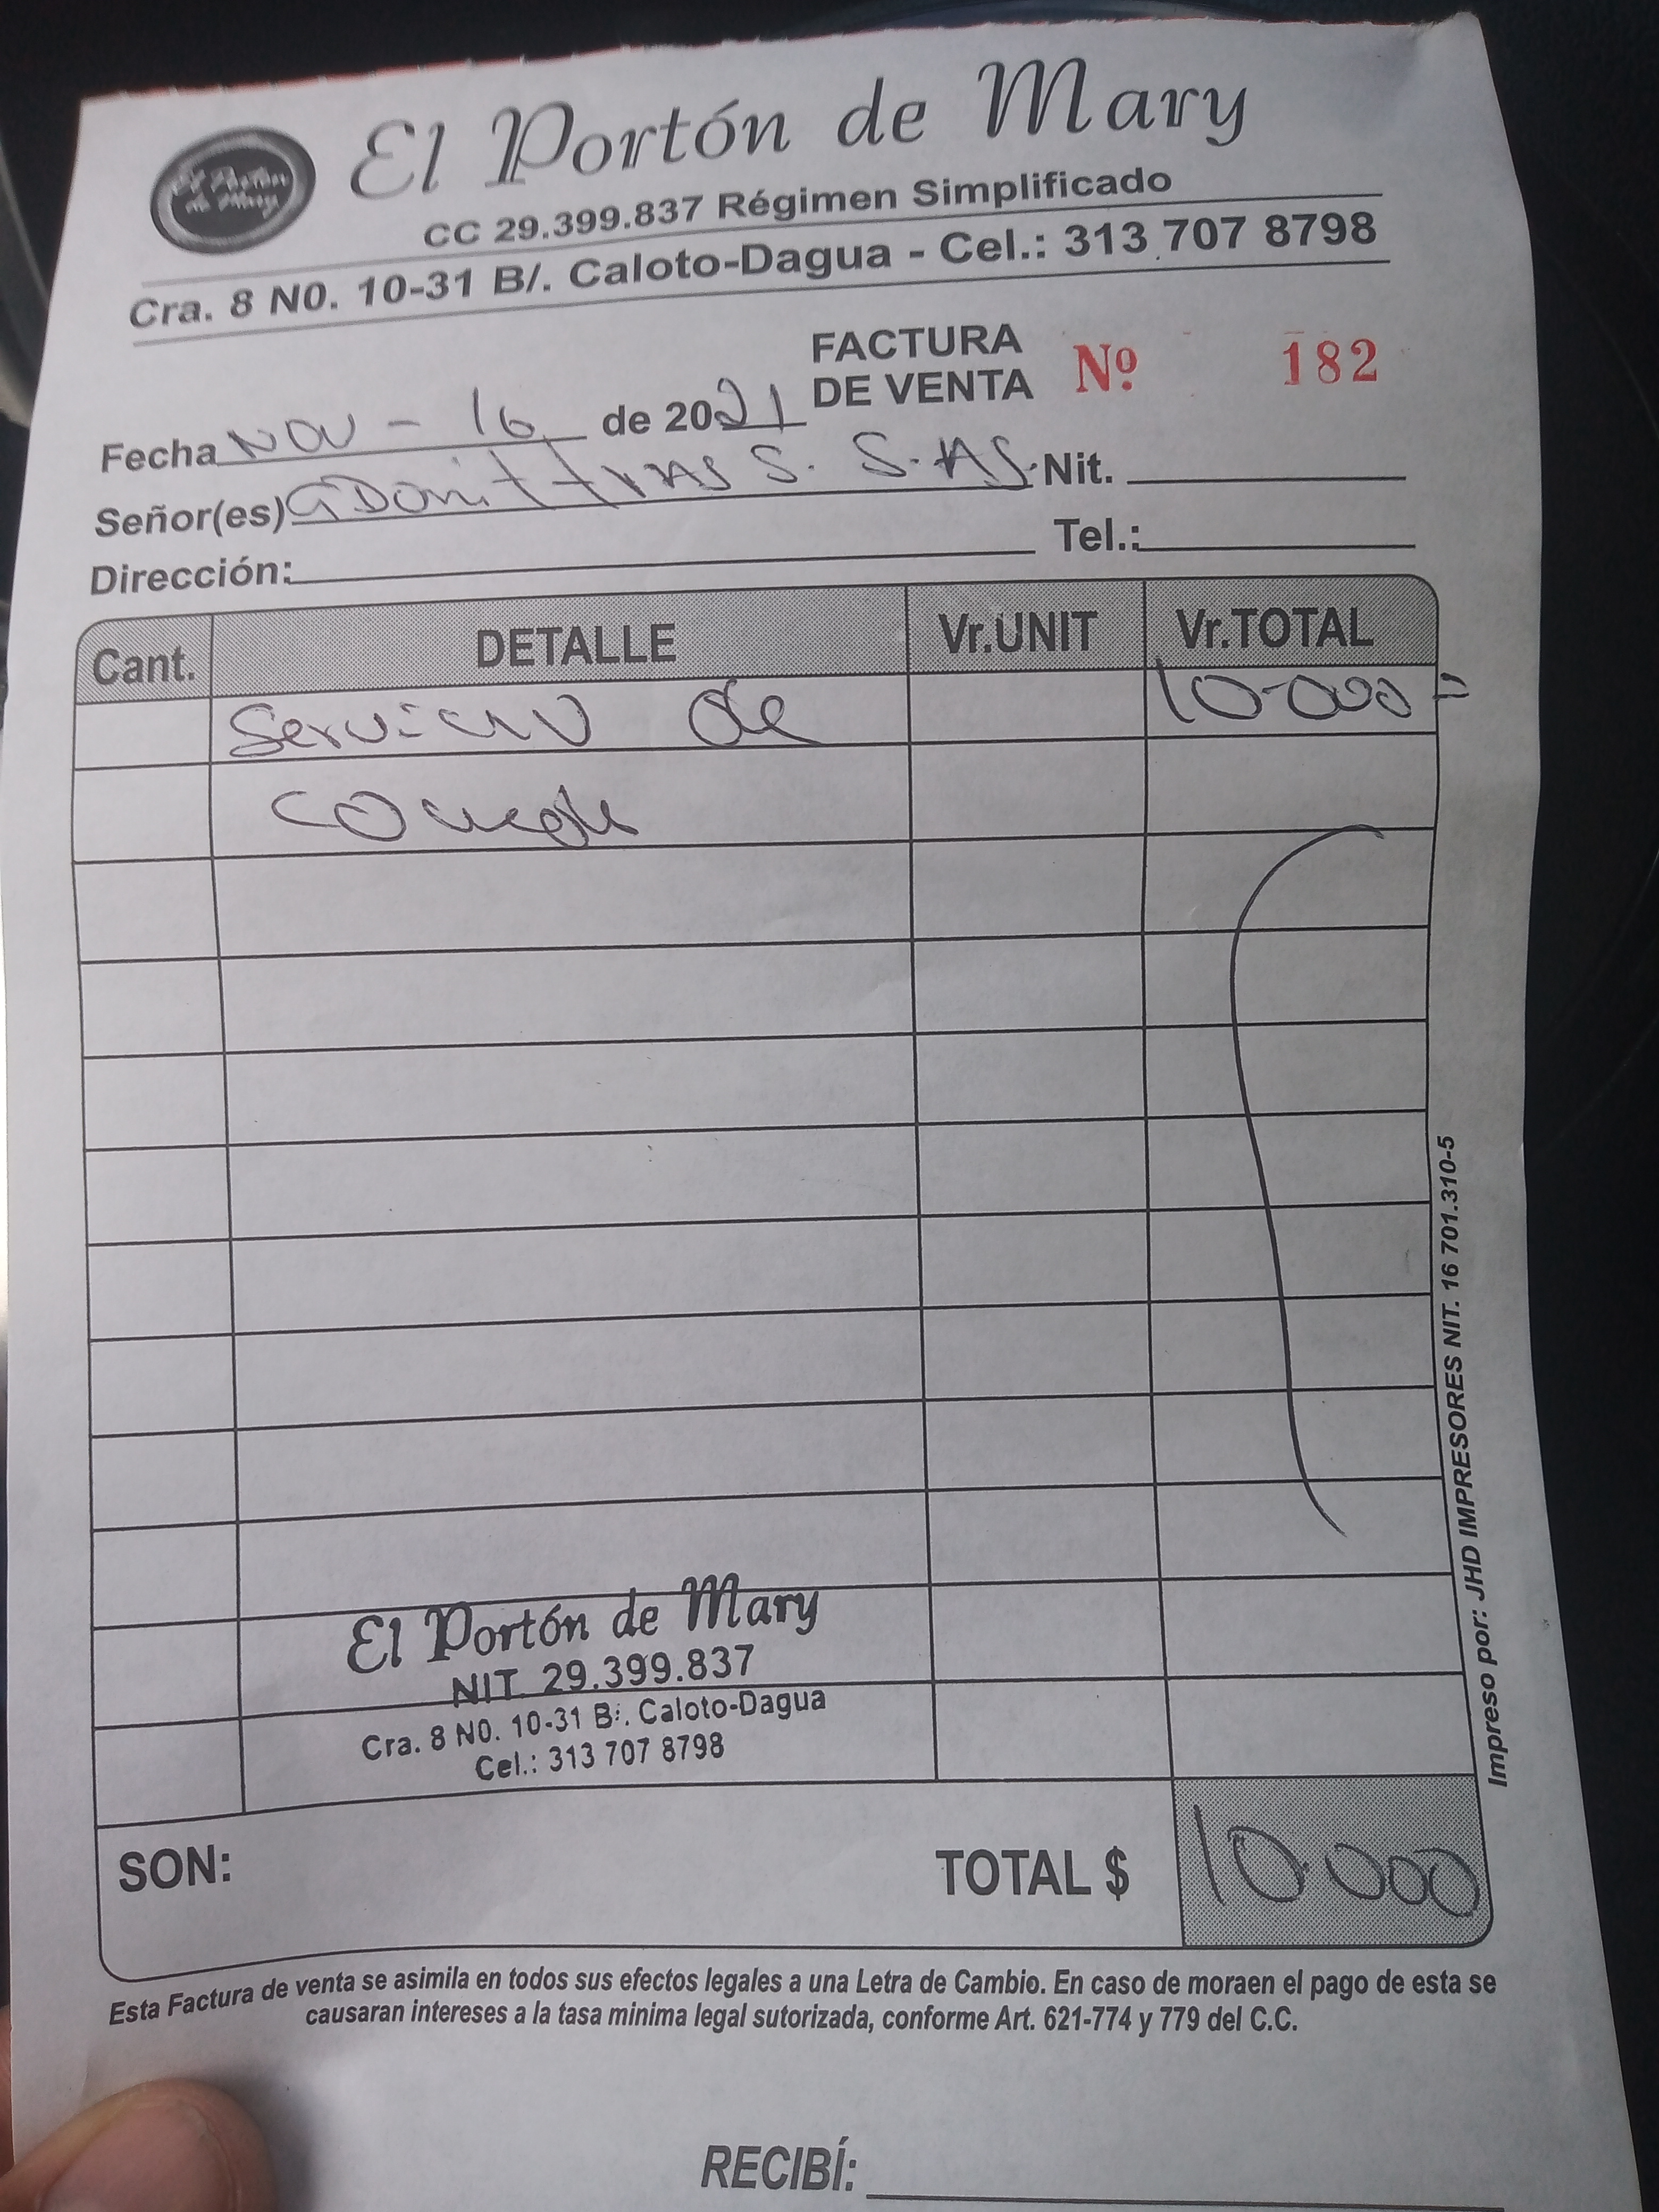 El Portón de Mary
El Portón de Mary
CC 29.399.837 Régimen Simplificado
Cra. 8 N0. 10-31 B/. Caloto-Dagua - Cel.: 313 707 8798
FACTURA
DE VENTA Nº 182
Fecha NOV - 16 de 2021
Señor(es) S. S.AS. Nit.
Dirección: Tel.:
Cant. DETALLE Vr.UNIT Vr.TOTAL
Servicio de 10.000=
El Portón de Mary
NIT 29.399.837
Cra. 8 N0. 10-31 B/. Caloto-Dagua
Cel.: 313 707 8798
SON: TOTAL $ 10.000
Impreso por: JHD IMPRESORES NIT. 16 701.310-5
Esta Factura de venta se asimila en todos sus efectos legales a una Letra de Cambio. En caso de moraen el pago de esta se
causaran intereses a la tasa minima legal sutorizada, conforme Art. 621-774 y 779 del C.C.
RECIBÍ: